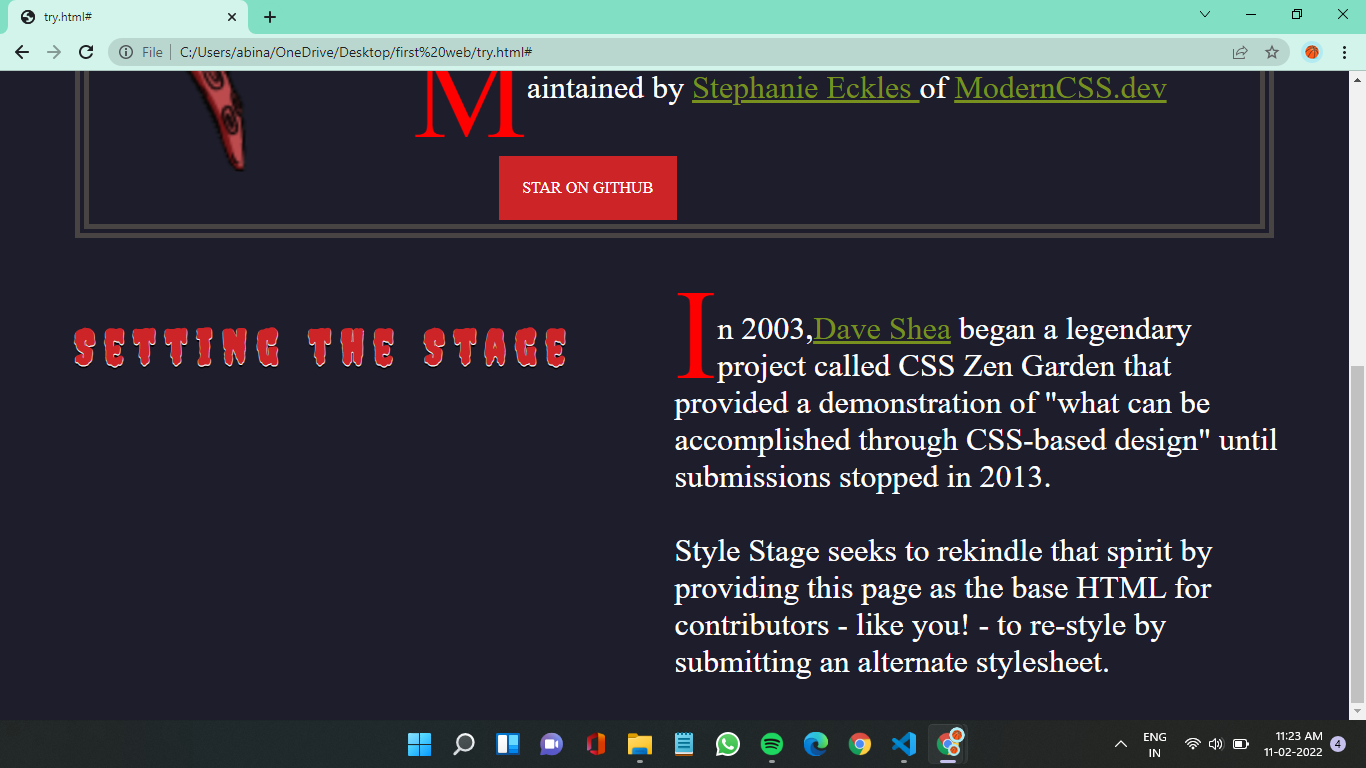 try.html#
File
C:/Users/abina/OneDrive/Desktop/first%20web/try.html#
Maintained by Stephanie Eckles of ModernCSS.dev
STAR ON GITHUB
SETTING THE STAGE
In 2003,Dave Shea began a legendary
project called CSS Zen Garden that
provided a demonstration of "what can be
accomplished through CSS-based design" until
submissions stopped in 2013.
Style Stage seeks to rekindle that spirit by
providing this page as the base HTML for
contributors - like you! - to re-style by
submitting an alternate stylesheet.
ENG
IN
11:23 AM
11-02-2022
4